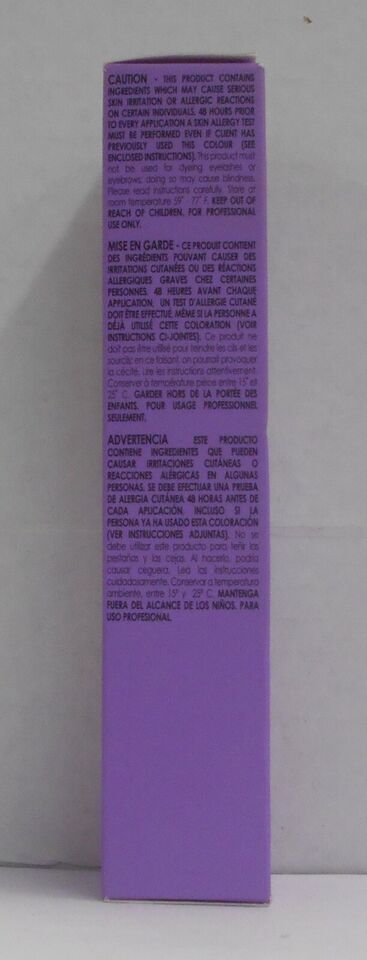 CAUTION - THIS PRODUCT CONTAINS
INGREDIENTS WHICH MAY CAUSE SERIOUS
SKIN IRRITATION OR ALLERGIC REACTIONS
ON CERTAIN INDIVIDUALS. 48 HOURS PRIOR
TO EVERY APPLICATION A SKIN ALLERGY TEST
MUST BE PERFORMED EVEN IF CLIENT HAS
PREVIOUSLY USED THIS COLOUR (SEE
ENCLOSED INSTRUCTIONS). This product must
not be used for dyeing eyelashes or
eyebrows; doing so may cause blindness.
Please read instructions carefully. Store at
room temperature 59° - 77° F. KEEP OUT OF
REACH OF CHILDREN. FOR PROFESSIONAL
USE ONLY.
MISE EN GARDE - CE PRODUIT CONTIENT
DES INGRÉDIENTS POUVANT CAUSER DES
IRRITATIONS CUTANÉES OU DES RÉACTIONS
ALLERGIQUES GRAVES CHEZ CERTAINES
PERSONNES. 48 HEURES AVANT CHAQUE
APPLICATION, UN TEST D'ALLERGIE CUTANÉ
DOIT ÊTRE EFFECTUÉ, MÊME SI LA PERSONNE A
DÉJÀ UTILISÉ CETTE COLORATION (VOIR
INSTRUCTIONS CI-JOINTES). Ce produit ne
doit pas être utilisé pour teindre les cils et les
sourcils; en ce faisant, on pourrait provoquer
la cécité. Lire les instructions attentivement.
Conserver à température pièce entre 15° et
25° C. GARDER HORS DE LA PORTÉE DES
ENFANTS. POUR USAGE PROFESSIONNEL
SEULEMENT.
ADVERTENCIA ESTE PRODUCTO
CONTIENE INGREDIENTES QUE PUEDEN
CAUSAR IRRITACIONES CUTÁNEAS O
REACCIONES ALÉRGICAS EN ALGUNAS
PERSONAS, SE DEBE EFECTUAR UNA PRUEBA
DE ALERGIA CUTÁNEA 48 HORAS ANTES DE
CADA APLICACIÓN, INCLUSO SI LA
PERSONA YA HA USADO ESTA COLORACIÓN
(VER INSTRUCCIONES ADJUNTAS). No se
debe utilizar este producto para teñir las
pestañas y las cejas. Al hacerlo, podría
causar ceguera. Lea las instrucciones
cuidadosamente. Conservar a temperatura
ambiente, entre 15º y 25º C. MANTENGA
FUERA DEL ALCANCE DE LOS NIÑOS. PARA
USO PROFESIONAL.